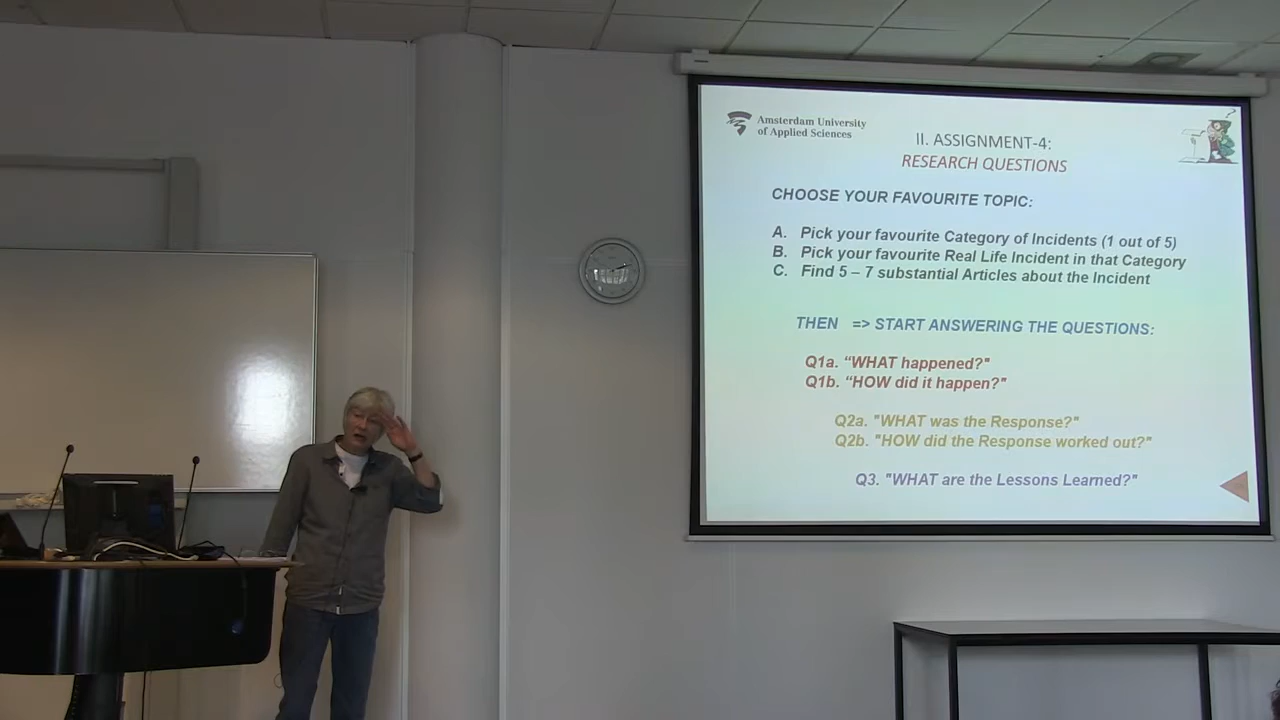 Amsterdam University
of Applied Sciences
II. ASSIGNMENT-4:
RESEARCH QUESTIONS
CHOOSE YOUR FAVOURITE TOPIC:
A. Pick your favourite Category of Incidents (1 out of 5)
B. Pick your favourite Real Life Incident in that Category
C. Find 5 – 7 substantial Articles about the Incident
THEN => START ANSWERING THE QUESTIONS:
Q1a. “WHAT happened?"
Q1b. “HOW did it happen?"
Q2a. "WHAT was the Response?"
Q2b. "HOW did the Response worked out?"
Q3. "WHAT are the Lessons Learned?"